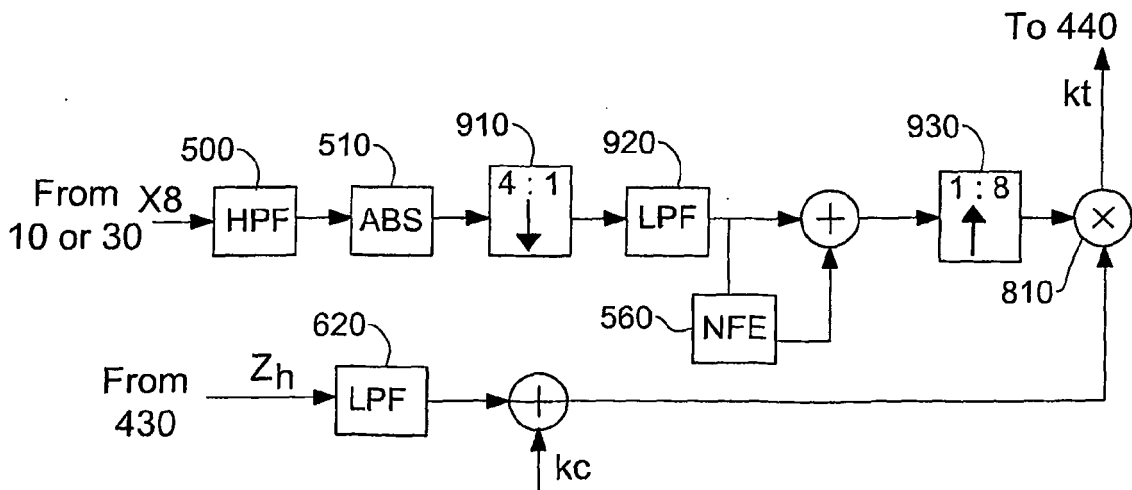 To 440
kt
500
510
910
920
930
From
10 or 30
X8
HPF
ABS
4 : 1
LPF
+
1 : 8
×
810
560
NFE
620
From
430
Zh
LPF
+
kc